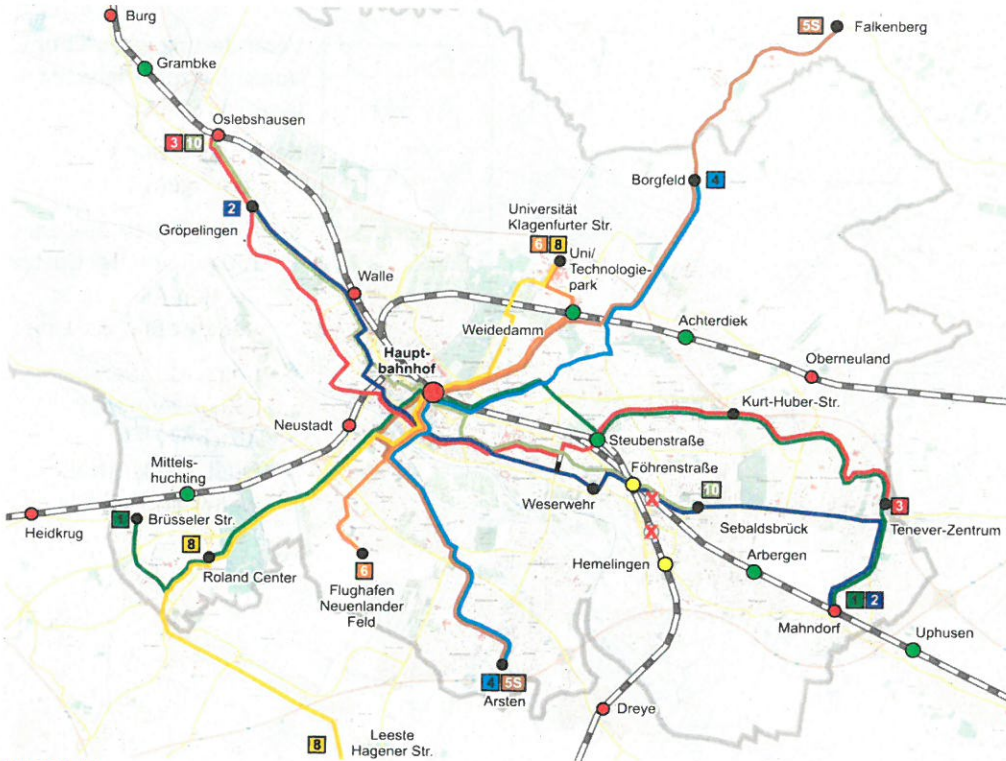 Burg
5S
Falkenberg
Grambke
Oslebshausen
3 10
Borgfeld
4
2
Gröpelingen
Universität
Klagenfurter Str.
6 8
Uni/
Technologie-
park
Walle
Weidedamm
Achterdiek
Haupt-
bahnhof
Oberneuland
Kurt-Huber-Str.
Neustadt
Steubenstraße
Mittels-
huchting
Föhrenstraße
10
Weserwehr
3
Heidkrug
1
Brüsseler Str.
Sebaldsbrück
Tenever-Zentrum
8
Roland Center
6
Hemelingen
Arbergen
Flughafen
Neuenlander
Feld
1 2
Mahndorf
Uphusen
4 5S
Arsten
Dreye
8
Leeste
Hagener Str.